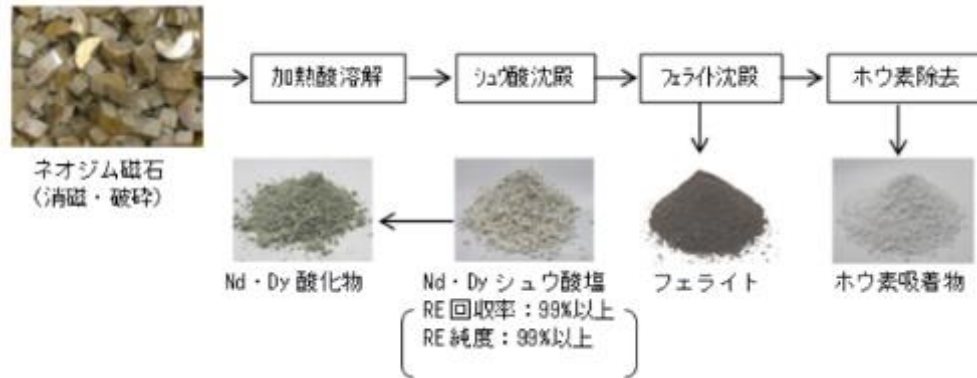 加熱酸溶解
シュウ酸沈殿
フェライト沈殿
ホウ素除去
ネオジム磁石
（消磁・破砕）
Nd・Dy 酸化物
Nd・Dy シュウ酸塩
RE 回収率：99%以上
RE 純度：99%以上
フェライト
ホウ素吸着物